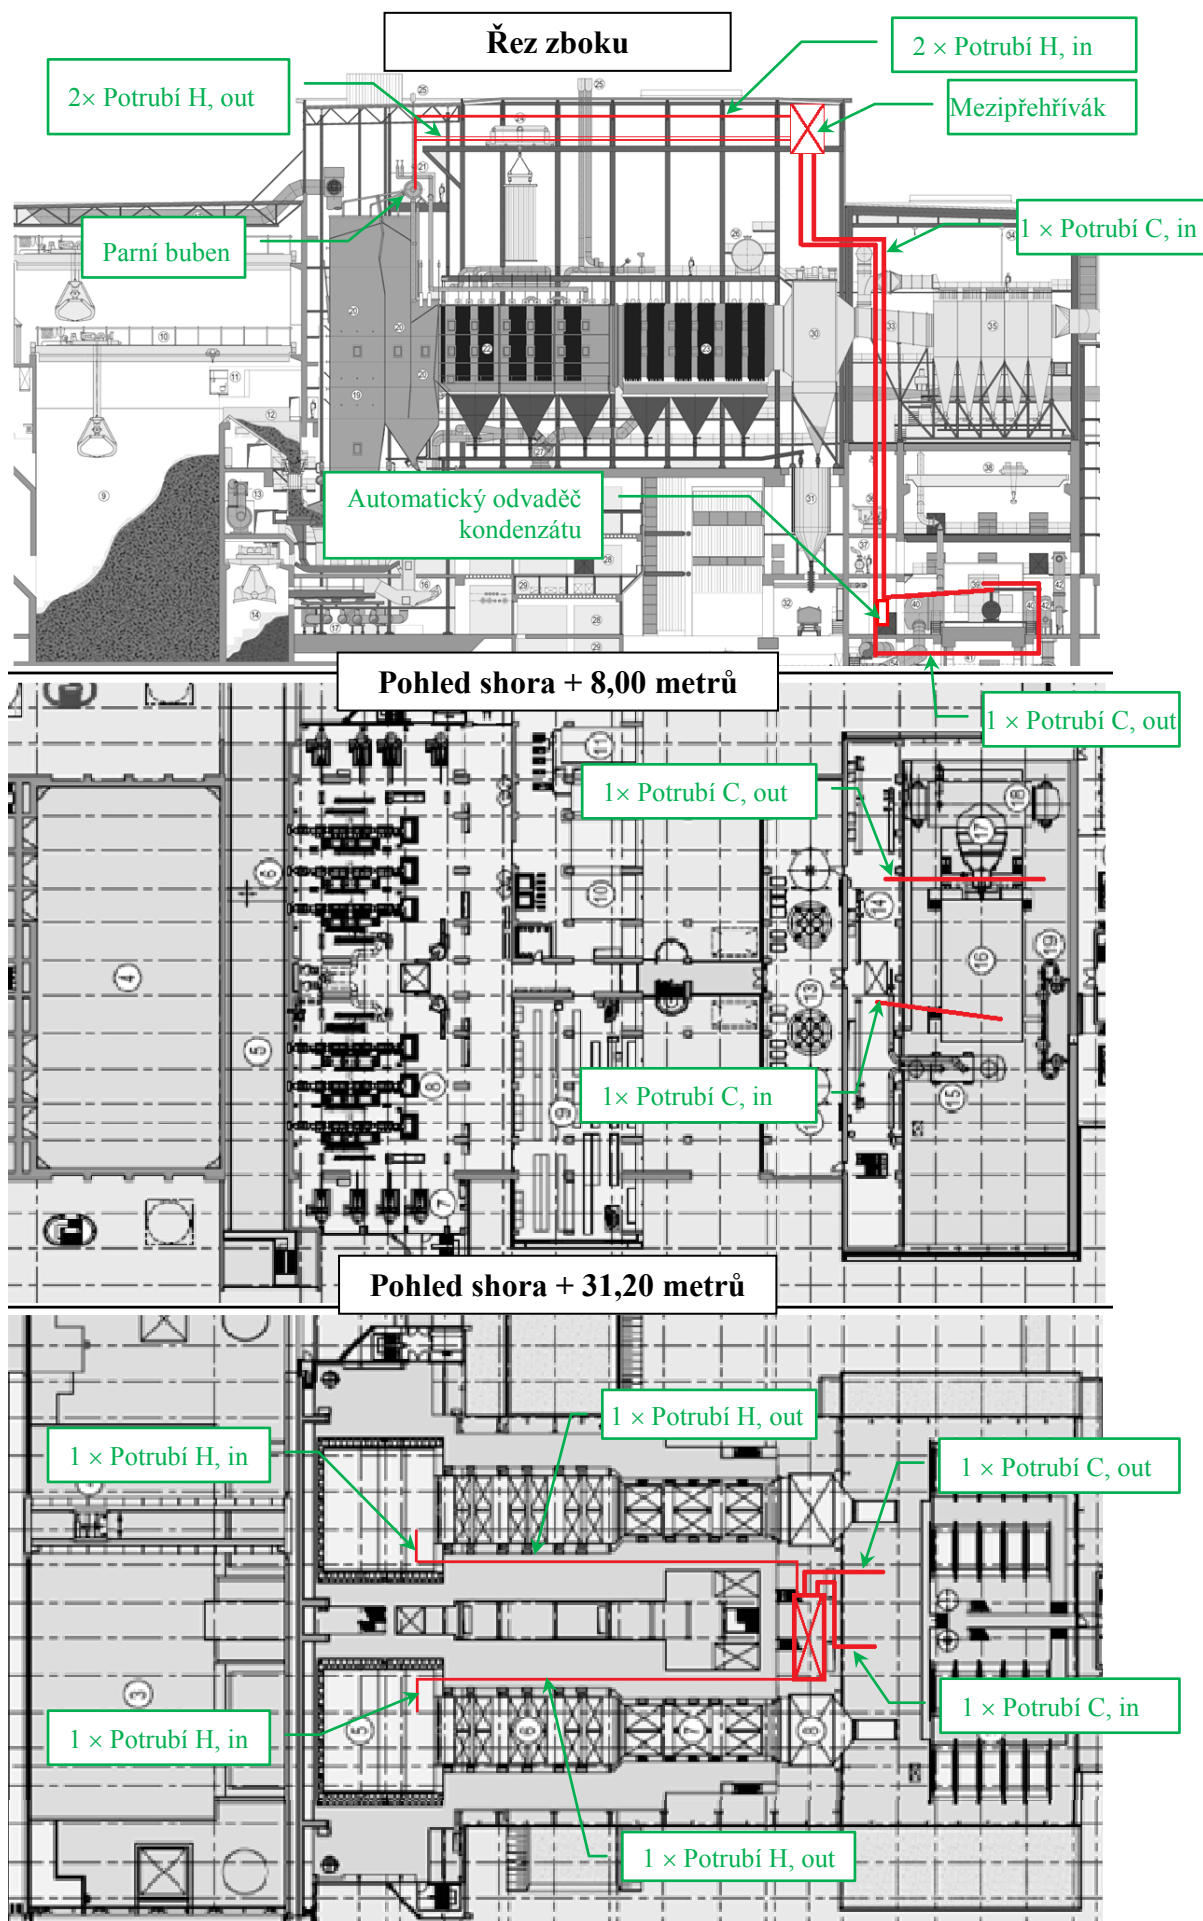 Řez zboku
2 × Potrubí H, in
2× Potrubí H, out
Mezipřehřívák
Parní buben
1 × Potrubí C, in
Automatický odvaděč
kondenzátu
1 × Potrubí C, out
Pohled shora + 8,00 metrů
1× Potrubí C, out
1× Potrubí C, in
Pohled shora + 31,20 metrů
1 × Potrubí H, out
1 × Potrubí H, in
1 × Potrubí C, out
1 × Potrubí C, in
1 × Potrubí H, in
1 × Potrubí H, out